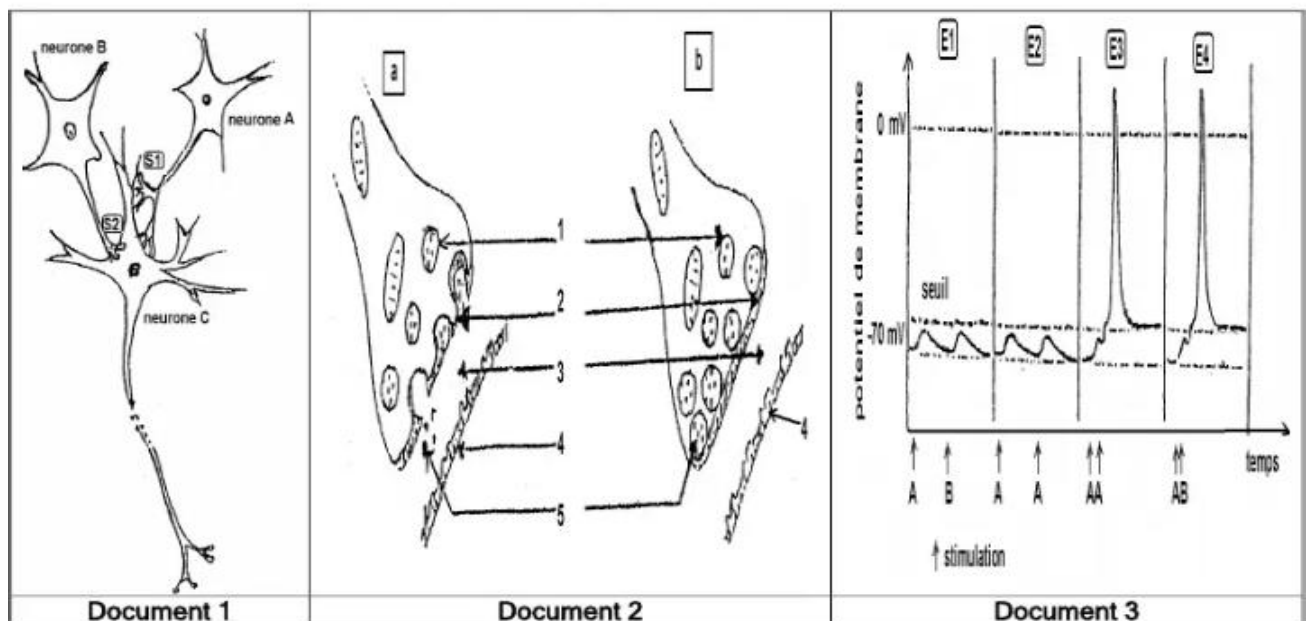 neurone B
neurone A
S1
S2
neurone C
Document 1
a
b
1
2
3
4
4
5
Document 2
E1
E2
E3
E4
potentiel de membrane
0 mV
seuil
-70 mV
temps
A
B
A
A
AA
AB
stimulation
Document 3